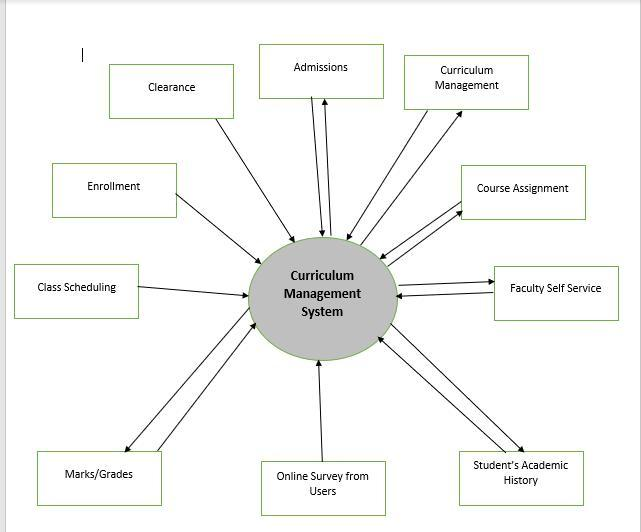 Admissions
Clearance
Curriculum
Management
Enrollment
Course Assignment
Class Scheduling
Curriculum
Management
System
Faculty Self Service
Marks/Grades
Online Survey from
Users
Student's Academic
History